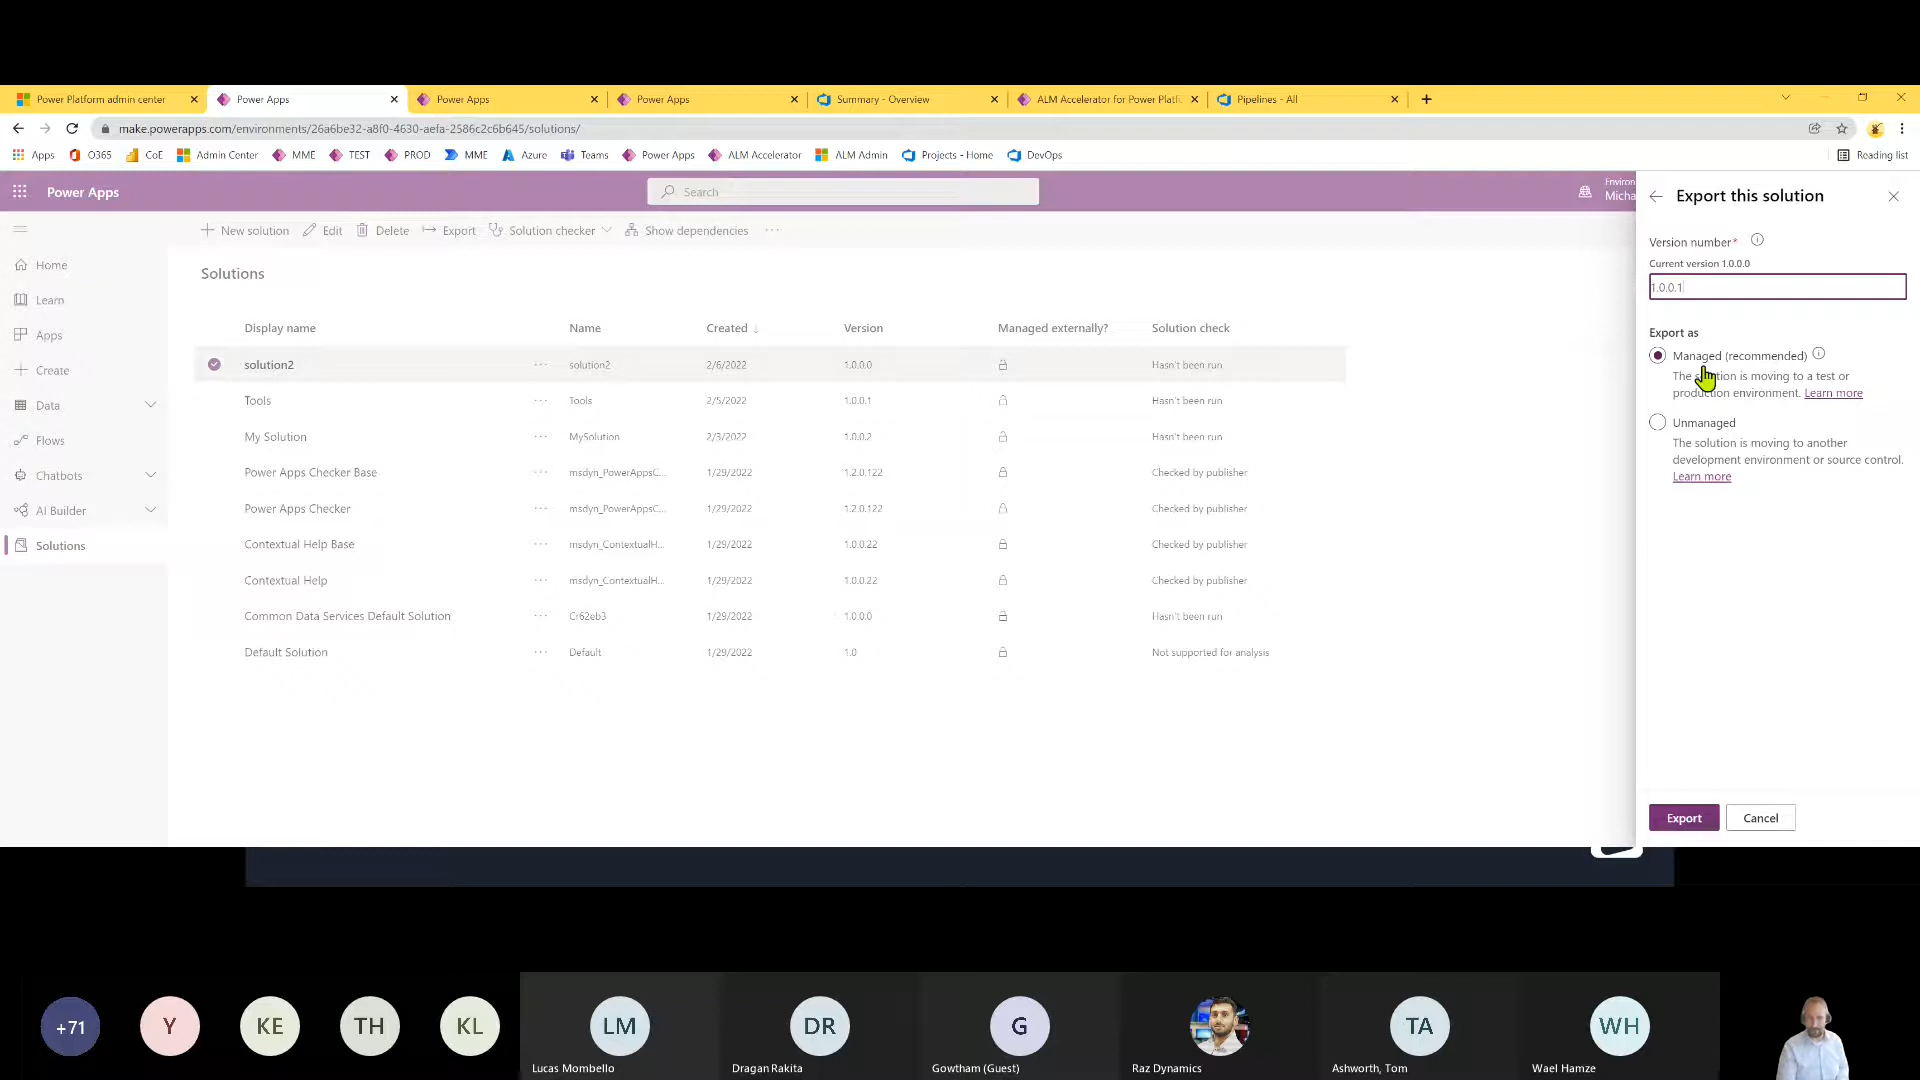 Power Platform admin center
Power Apps
Power Apps
Power Apps
Summary - Overview
ALM Accelerator for Power Platf
Pipelines - All
make.powerapps.com/environments/26a6be32-a8f0-4630-aefa-2586c2c6b645/solutions/
Apps O365 CoE Admin Center MME TEST PROD MME Azure Teams Power Apps ALM Accelerator ALM Admin Projects - Home DevOps Reading list
Power Apps
Search
Environ
Micha
New solution Edit Delete Export Solution checker Show dependencies
Home
Learn
Apps
Create
Data
Flows
Chatbots
AI Builder
Solutions
Solutions
Display name Name Created Version Managed externally? Solution check
solution2 solution2 2/6/2022 1.0.0.0 Hasn't been run
Tools Tools 2/5/2022 1.0.0.1 Hasn't been run
My Solution MySolution 2/3/2022 1.0.0.2 Hasn't been run
Power Apps Checker Base msdyn_PowerAppsC... 1/29/2022 1.2.0.122 Checked by publisher
Power Apps Checker msdyn_PowerAppsC... 1/29/2022 1.2.0.122 Checked by publisher
Contextual Help Base msdyn_ContextualH... 1/29/2022 1.0.0.22 Checked by publisher
Contextual Help msdyn_ContextualH... 1/29/2022 1.0.0.22 Checked by publisher
Common Data Services Default Solution Cr62eb3 1/29/2022 1.0.0.0 Hasn't been run
Default Solution Default 1/29/2022 1.0 Not supported for analysis
Export this solution
Version number*
Current version 1.0.0.0
1.0.0.1
Export as
Managed (recommended)
The solution is moving to a test or
production environment. Learn more
Unmanaged
The solution is moving to another
development environment or source control.
Learn more
Export Cancel
+71 Y KE TH KL LM DR G TA WH
Lucas Mombello Dragan Rakita Gowtham (Guest) Raz Dynamics Ashworth, Tom Wael Hamze